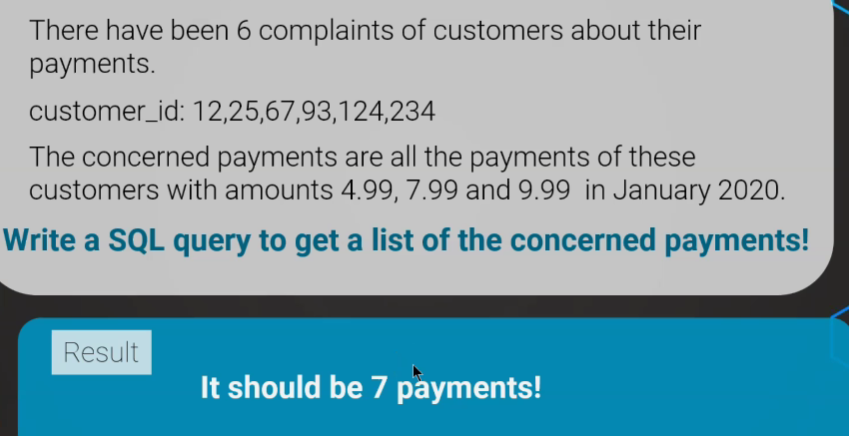 There have been 6 complaints of customers about their
payments.
customer_id: 12,25,67,93,124,234
The concerned payments are all the payments of these
customers with amounts 4.99, 7.99 and 9.99 in January 2020.
Write a SQL query to get a list of the concerned payments!
Result
It should be 7 payments!